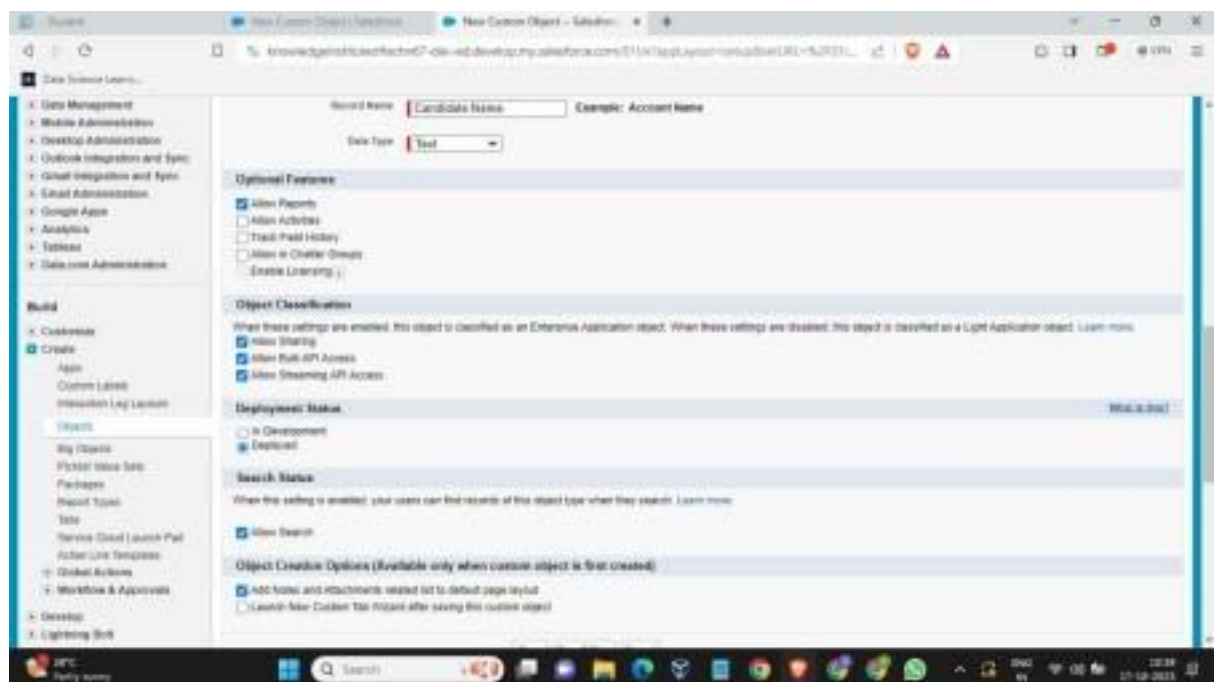 New Custom Object - Salesfor
Data Science Learn...
Data Management
Mobile Administration
Desktop Administration
Outlook Integration and Sync
Gmail Integration and Sync
Email Administration
Google Apps
Analytics
Tableau
Data.com Administration
Build
Customize
Create
Apps
Custom Labels
Interaction Log Layouts
Objects
Big Objects
Picklist Value Sets
Packages
Report Types
Tabs
Service Cloud Launch Pad
Action Link Templates
Global Actions
Workflow & Approvals
Develop
Lightning Bolt
Record Name Candidate Name Example: Account Name
Data Type Text
Optional Features
Allow Reports
Allow Activities
Track Field History
Allow in Chatter Groups
Enable Licensing
Object Classification
When these settings are enabled, this object is classified as an Enterprise Application object. When these settings are disabled, this object is classified as a Light Application object. Learn more.
Allow Sharing
Allow Bulk API Access
Allow Streaming API Access
Deployment Status What is this?
In Development
Deployed
Search Status
When this setting is enabled, your users can find records of this object type when they search. Learn more.
Allow Search
Object Creation Options (Available only when custom object is first created)
Add Notes and Attachments related list to default page layout
Launch New Custom Tab Wizard after saving this custom object
Search